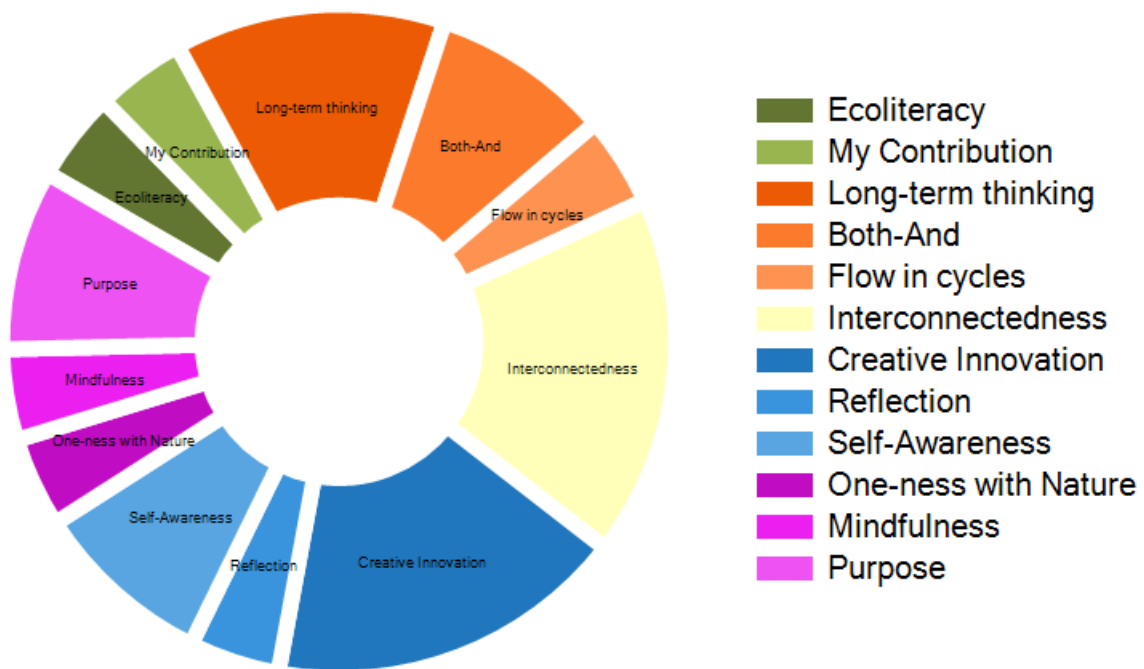 Long-term thinking
Both-And
My Contribution
Ecoliteracy
Flow in cycles
Purpose
Interconnectedness
Mindfulness
One-ness with Nature
Self-Awareness
Reflection
Creative Innovation
Ecoliteracy
My Contribution
Long-term thinking
Both-And
Flow in cycles
Interconnectedness
Creative Innovation
Reflection
Self-Awareness
One-ness with Nature
Mindfulness
Purpose